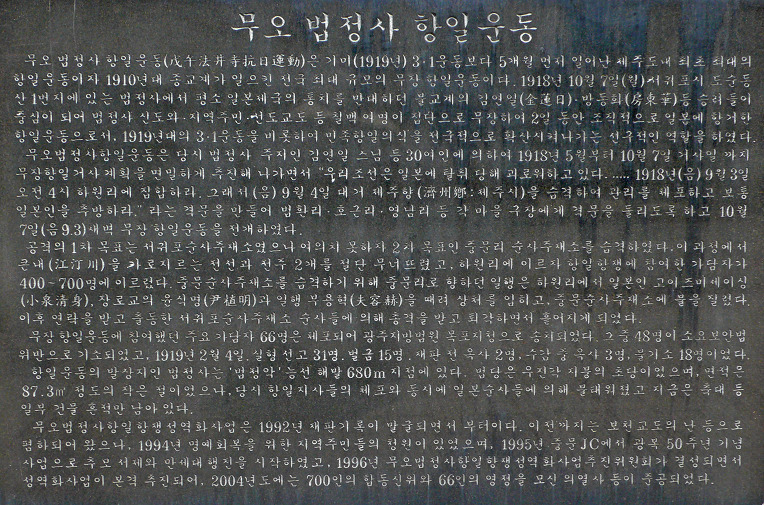 무오 법정사 항일운동
무오 법정사 항일운동(戊午法井寺抗日運動)은 기미(1919년) 3·1운동보다 5개월 먼저 일어난 제주도내 최초 최대의
항일운동이자 1910년대 종교계가 일으킨 전국 최대 규모의 무장항일운동이다. 1918년 10월 7일(월)서귀포시 도순동
산1번지에 있는 법정사에서 평소일본제국의 통치를 반대하던 불교계의 김연일(金蓮日)·방동화(房東華)등 승려들이
중심이 되어 법정사 신도와·지역주민·선도교도 등 칠백 여명이 집단으로 무장하여 2일 동안 조직적으로 일본에 항거한
항일운동으로서, 1919년대의 3·1운동을 비롯하여 민족항일의식을 전국적으로 확산시켜나가는 선구적인 역할을 하였다.
무오법정사항일운동은 당시 법정사 주지인 김연일 스님 등 30여인에 의하여 1918년 5월부터 10월 7일 거사일 까지
무장항일거사 계획을 면밀하게 추진해 나가면서 "우리조선은 일본에 탈취 당해 괴로워하고 있다. ...... 1918년(음) 9월 3일
오전 4시 하원리에 집합하라. 그래서 (음) 9월 4일 대거 제주향(濟州鄕:제주시)을 습격하여 관리를 체포하고 보통
일본인을 추방하라." 라는 격문을 만들어 법환리·호근리·영남리 등 각 마을 구장에게 격문을 돌리도록 하고 10월
7일(음9.3)새벽 무장 항일운동을 전개하였다.
공격의 1차 목표는 서귀포순사주재소였으나 여의치 못하자 2차 목표인 중문리 순사주재소를 습격하였다. 이 과정에서
큰내(江汀川)을 가로지르는 전선과 전주 2개를 절단 무너뜨렸고, 하원리에 이르자 항일항쟁에 참여한 가담자가
400~700명에 이르렀다. 중문순사주재소를 습격하기 위해 중문리로 향하던 일행은 하원리에서 일본인 고이즈미세이싱
(小泉清身), 장로교의 윤식명(尹植明)과 일행 부용혁(夫容赫)을 때려 상처를 입히고, 중문순사주재소에 불을 질렀다.
이후 연락을 받고 출동한 서귀포순사주재소 순사들에 의해 총격을 받고 퇴각하면서 흩어지게 되었다.
무장항일운동에 참여했던 주요가담자 66명은 체포되어 광주지방법원 목포지청으로 송치되었다. 그중 48명이 소요보안법
위반으로 기소되었고, 1919년 2월 4일, 실형 선고 31명, 벌금 15명, 재판 전 옥사 2명, 수감 중 옥사 3명, 불기소 18명이었다.
항일운동의 발상지인 법정사는 '법정악'능선 해발 680m 지점에 있다. 법당은 우진각 지붕의 초당이었으며, 면적은
87.3㎡ 정도의 작은 절이었으나, 당시 항일지사들의 체포와 동시에 일본순사들에 의해 불태워졌고 지금은 축대 등
일부 건물 흔적만 남아 있다.
무오법정사항일항쟁성역화사업은 1992년 재판기록이 발굴되면서 부터이다. 이전까지는 보천교도의 난 등으로
폄하되어 왔으나, 1994년 명예회복을 위한 지역주민들의 청원이 있었으며, 1995년 중문JC에서 광복 50주년 기념
사업으로 추모 서제와 만세대행진을 시작하였고, 1996년 무오법정사항일항쟁성역화사업추진위원회가 결성되면서
성역화사업이 본격 추진되어, 2004년도에는 700인의 합동신위와 66인의 영정을 모신 의열사 등이 준공되었다.